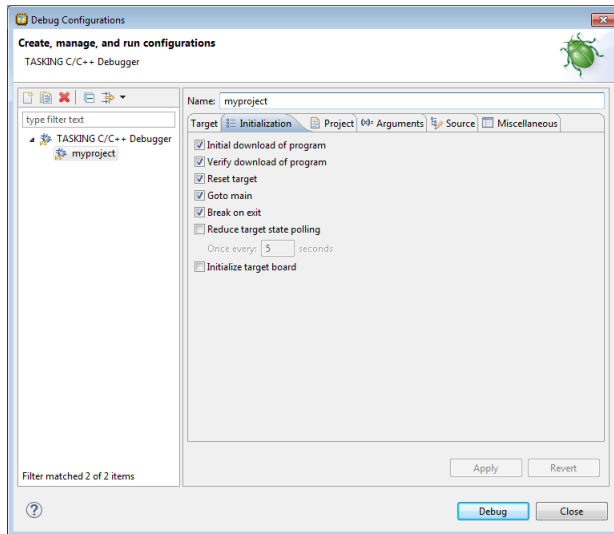 Debug Configurations
Create, manage, and run configurations
TASKING C/C++ Debugger
type filter text
TASKING C/C++ Debugger
myproject
Filter matched 2 of 2 items
Name: myproject
Target Initialization Project (x)= Arguments Source Miscellaneous
Initial download of program
Verify download of program
Reset target
Goto main
Break on exit
Reduce target state polling
Once every: 5 seconds
Initialize target board
Apply Revert
? Debug Close